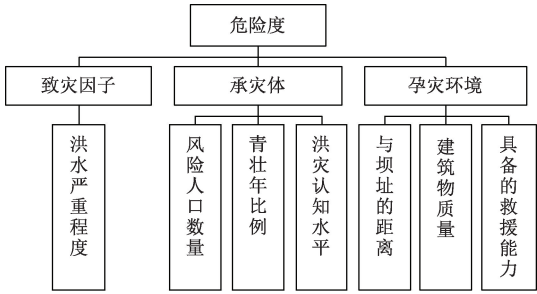 危险度
致灾因子
承灾体
孕灾环境
洪水严重程度
风险人口数量
青壮年比例
洪灾认知水平
与坝址的距离
建筑物质量
具备的救援能力